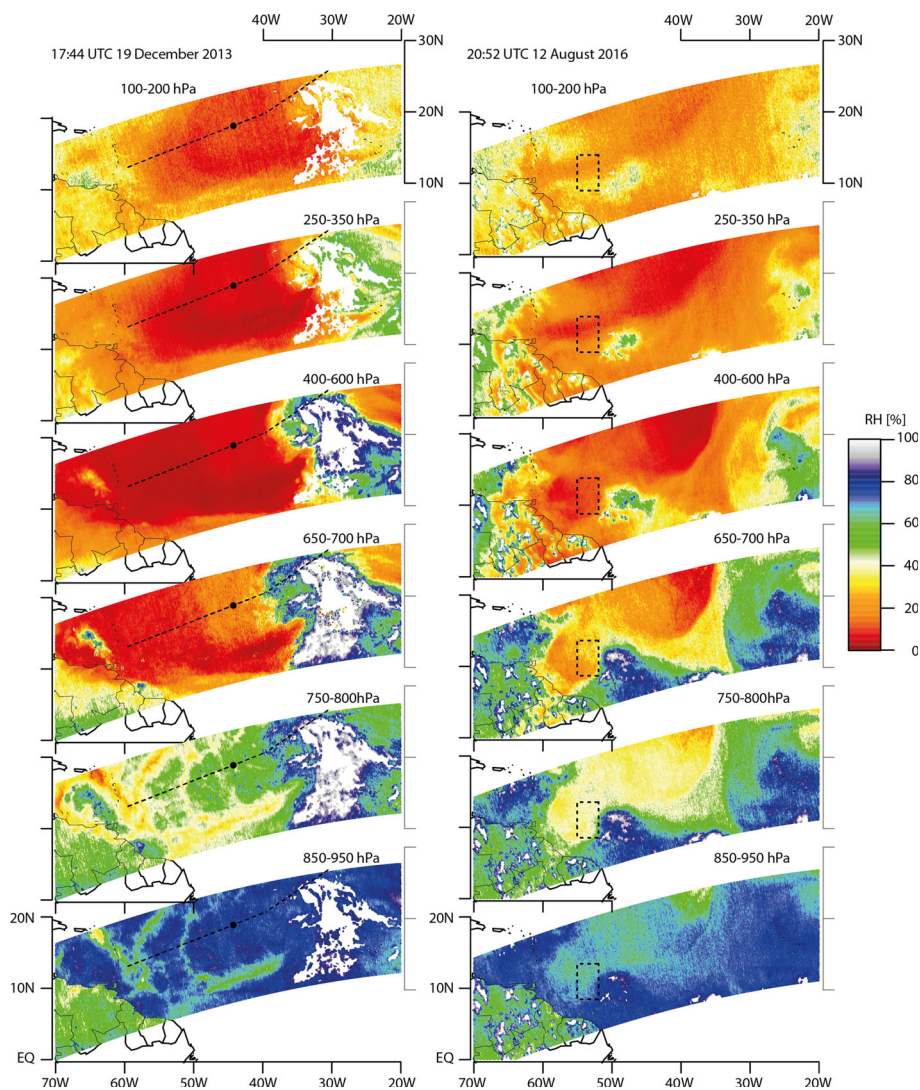 40W 30W 20W 40W 30W 20W
30N
17:44 UTC 19 December 2013 20:52 UTC 12 August 2016
100-200 hPa 100-200 hPa
20N
10N
250-350 hPa 250-350 hPa
400-600 hPa 400-600 hPa
RH [%]
100
80
60
40
20
0
650-700 hPa 650-700 hPa
750-800hPa 750-800 hPa
850-950 hPa 850-950 hPa
20N 20N
10N 10N
EQ EQ
70W 60W 50W 40W 30W 20W 70W 60W 50W 40W 30W 20W